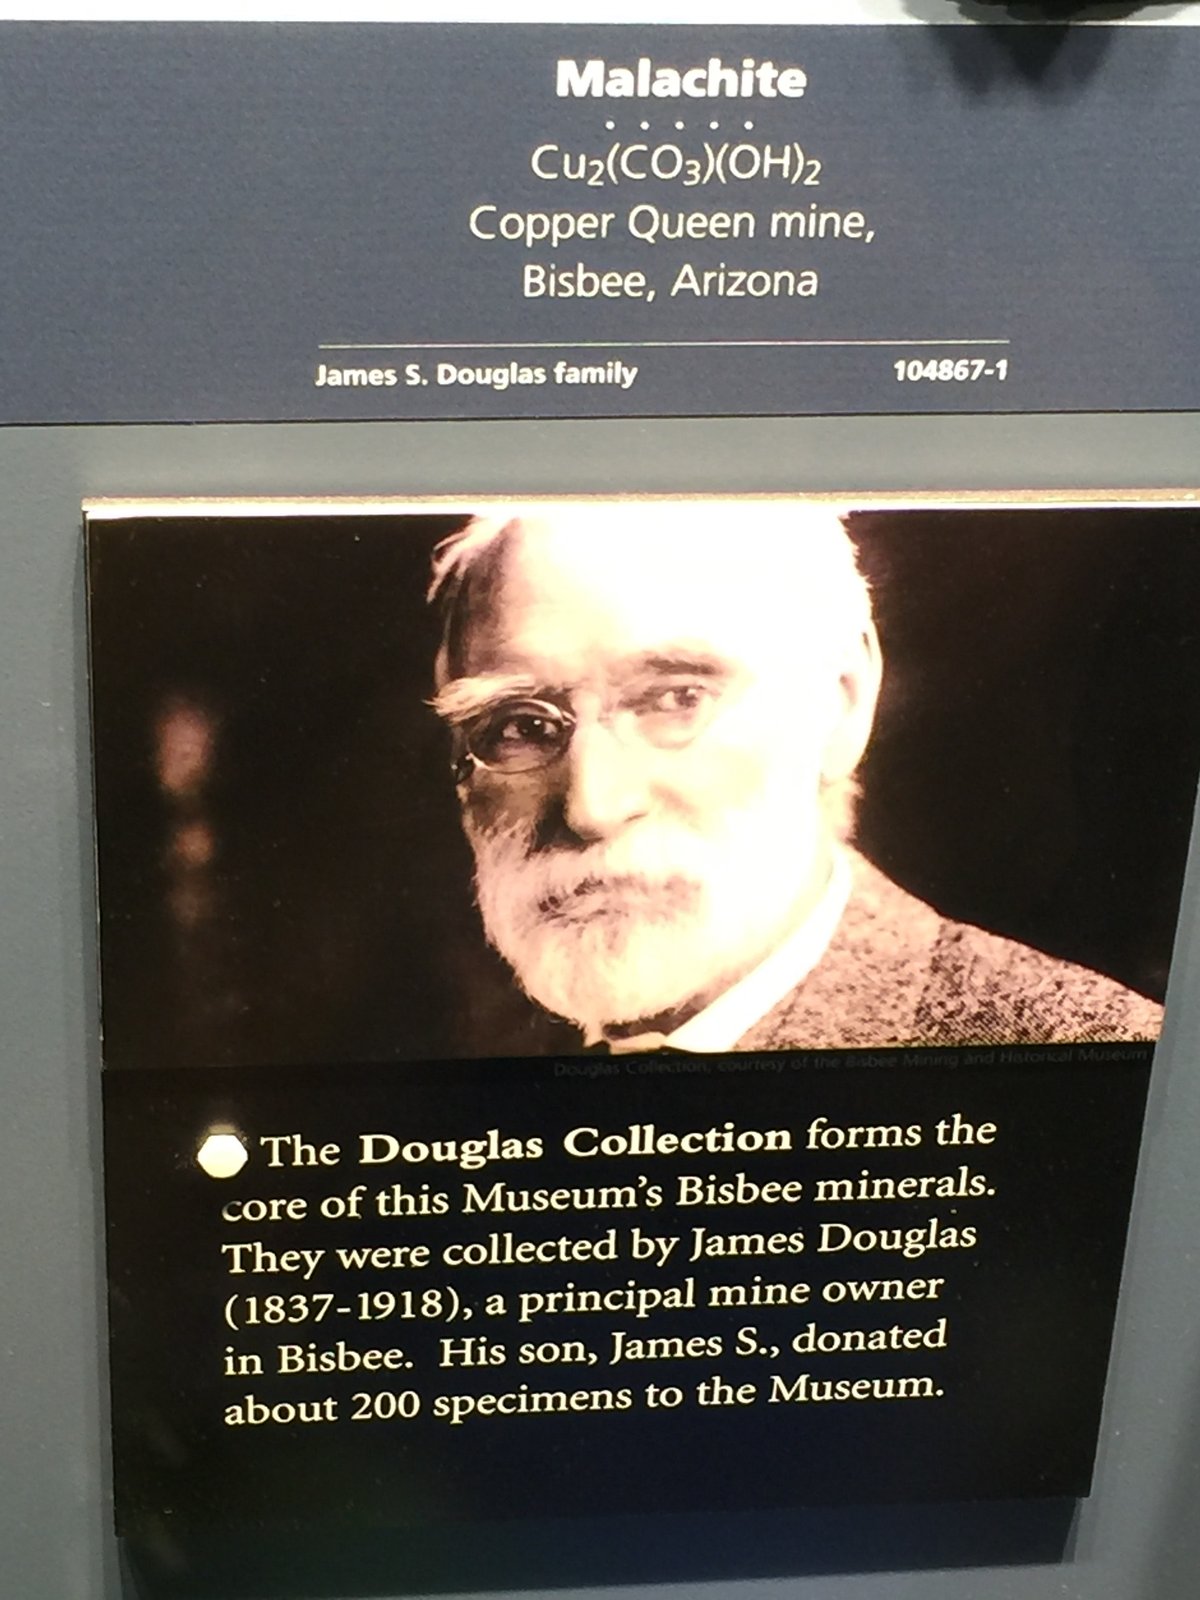 Malachite
Cu₂(CO₃)(OH)₂
Copper Queen mine,
Bisbee, Arizona
James S. Douglas family 104867-1
Douglas Collection, courtesy of the Bisbee Mining and Historical Museum
The Douglas Collection forms the
core of this Museum's Bisbee minerals.
They were collected by James Douglas
(1837-1918), a principal mine owner
in Bisbee. His son, James S., donated
about 200 specimens to the Museum.